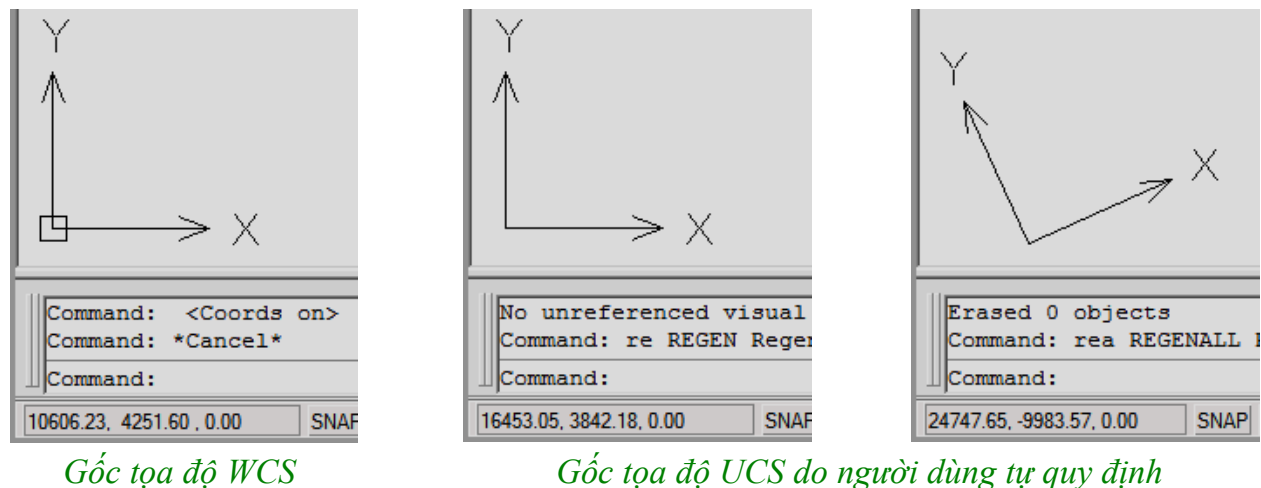 Y
X
Command:  <Coords on>
Command: *Cancel*
Command:
10606.23, 4251.60 , 0.00 SNAP
Gốc tọa độ WCS
Y
X
No unreferenced visual
Command: re REGEN Regen
Command:
16453.05, 3842.18, 0.00 SNAP
Y
X
Erased 0 objects
Command: rea REGENALL
Command:
24747.65, -9983.57, 0.00 SNAP
Gốc tọa độ UCS do người dùng tự quy định